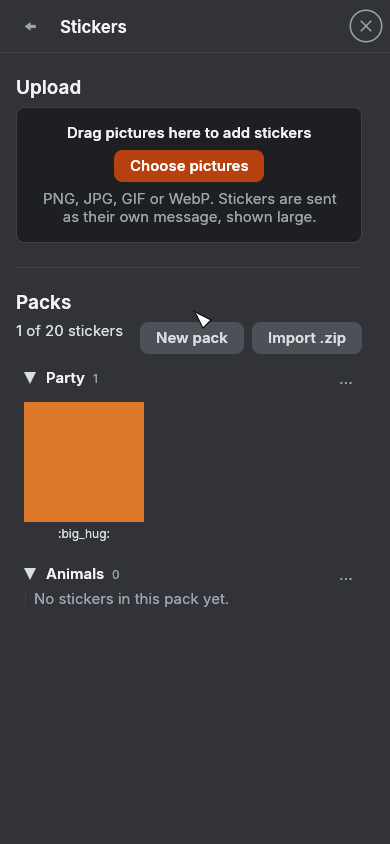 Stickers
Upload
Drag pictures here to add stickers
Choose pictures
PNG, JPG, GIF or WebP. Stickers are sent
as their own message, shown large.
Packs
1 of 20 stickers
New pack
Import .zip
Party 1
...
:big_hug:
Animals 0
...
No stickers in this pack yet.